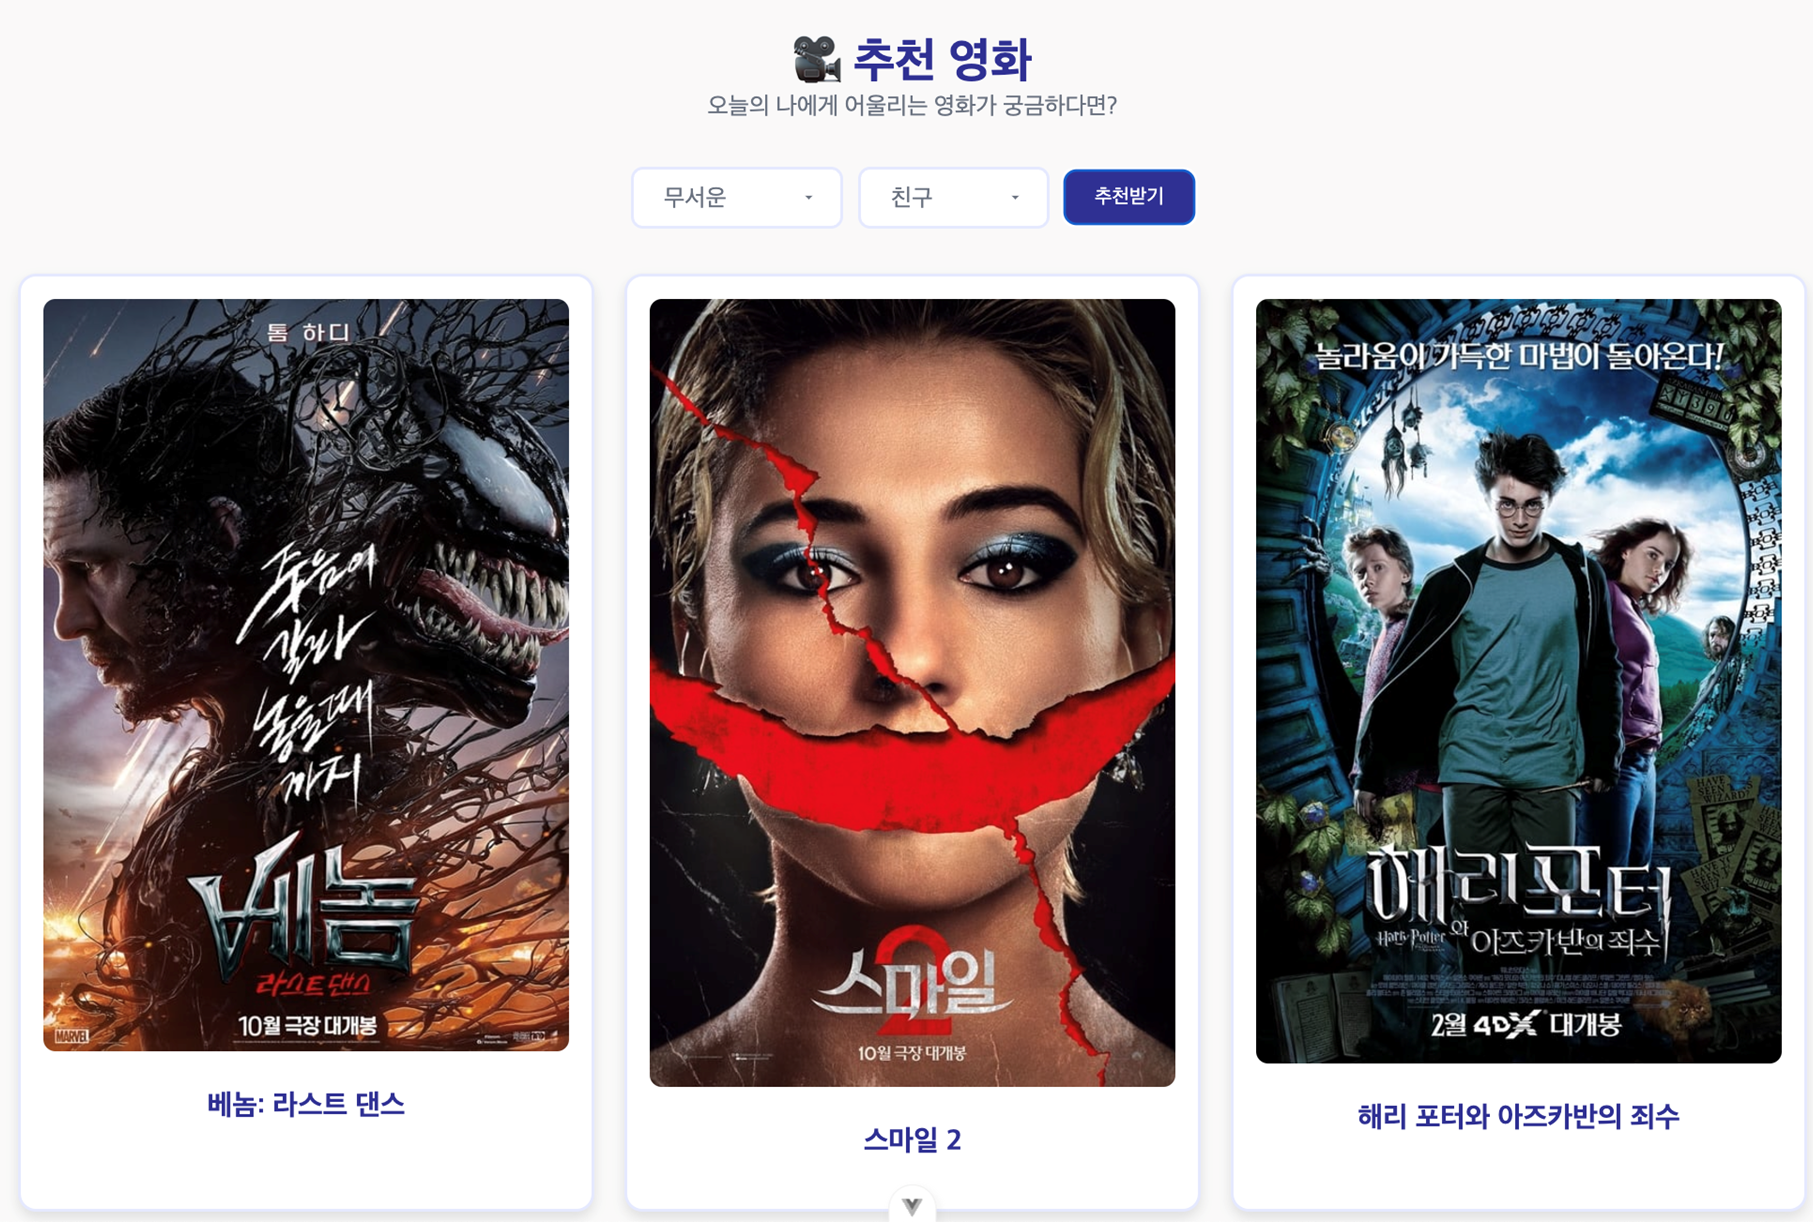 추천 영화
오늘의 나에게 어울리는 영화가 궁금하다면?
무서운
친구
추천받기
톰 하디
죽음이
갈라
놓을때
까지
베놈
라스트 댄스
10월 극장 대개봉
MARVEL
베놈: 라스트 댄스
스마일
2
10월 극장 대개봉
스마일 2
놀라움이 가득한 마법이 돌아온다!
HAVE YOU SEEN THIS WIZARD?
해리포터
Harry Potter
와 아즈카반의 죄수
2월 4DX 대개봉
해리 포터와 아즈카반의 죄수